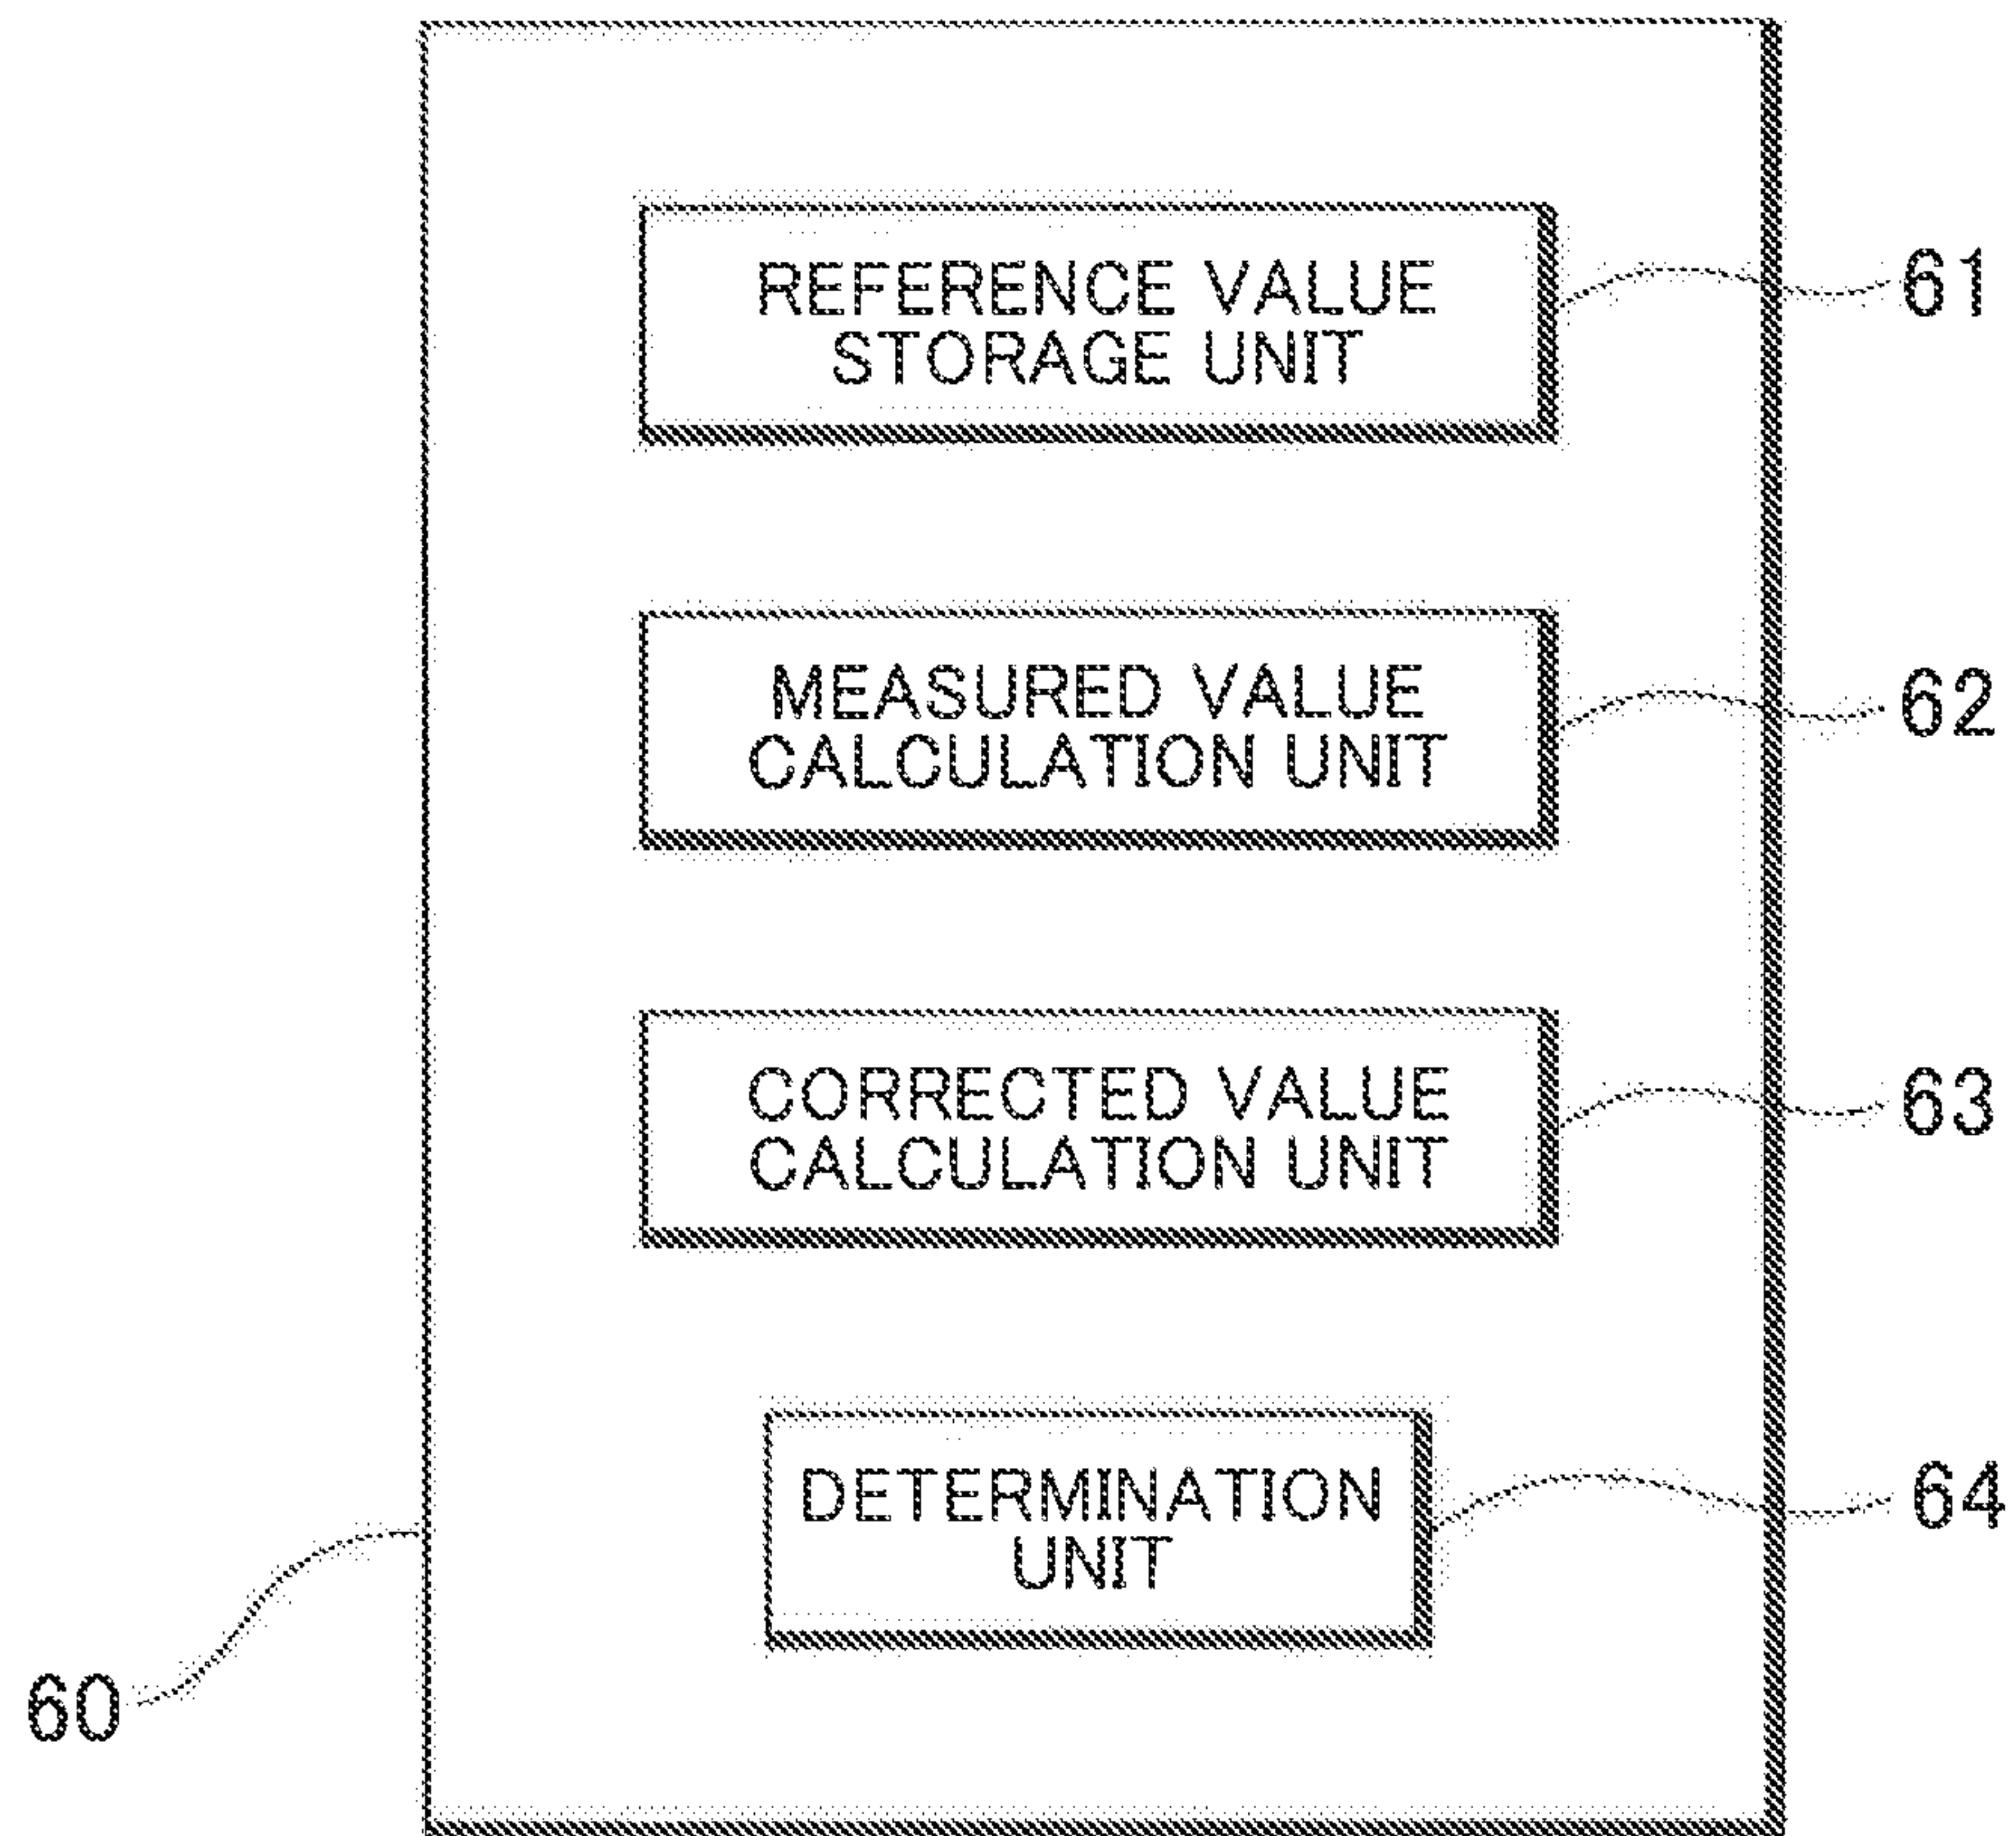 REFERENCE VALUE
STORAGE UNIT
61
MEASURED VALUE
CALCULATION UNIT
62
CORRECTED VALUE
CALCULATION UNIT
63
DETERMINATION
UNIT
64
60